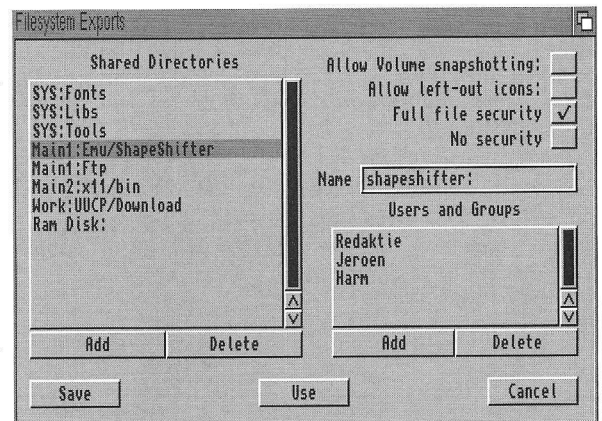 Filesystem Exports
Shared Directories
SYS:Fonts
SYS:Libs
SYS:Tools
Main1:Emu/ShapeShifter
Main1:Ftp
Main2:x11/bin
Work:UUCP/Download
Ram Disk:
Add Delete
Allow Volume snapshotting:
Allow left-out icons:
Full file security
No security
Name shapeshifter:
Users and Groups
Redaktie
Jeroen
Harm
Add Delete
Save Use Cancel